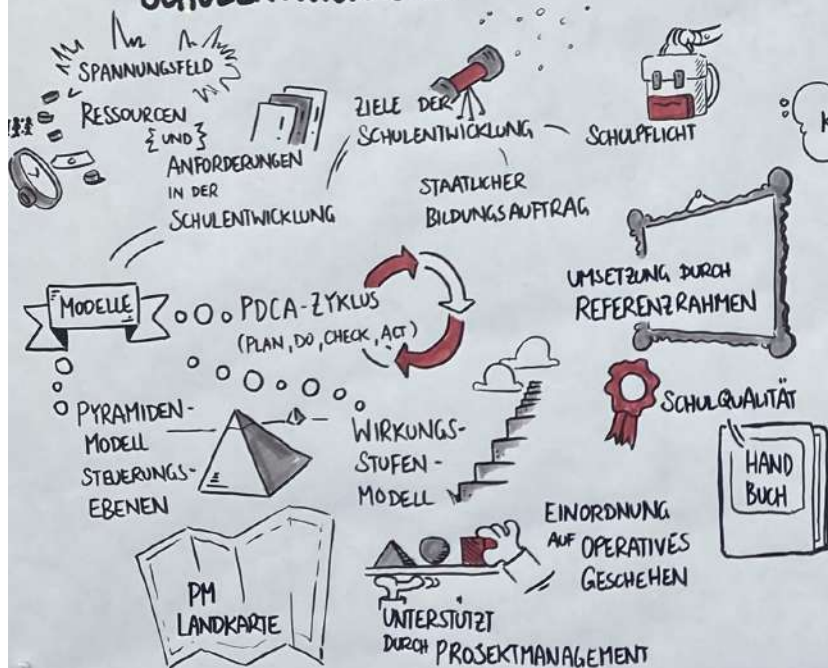 SPANNUNGSFELD
RESSOURCEN
{ UND }
ANFORDERUNGEN
IN DER
SCHULENTWICKLUNG
ZIELE DER
SCHULENTWICKLUNG
SCHULPFLICHT
STAATLICHER
BILDUNGSAUFTRAG
UMSETZUNG DURCH
REFERENZRAHMEN
MODELLE
PDCA-ZYKLUS
(PLAN, DO, CHECK, ACT)
PYRAMIDEN-
MODELL
STEUERUNGS-
EBENEN
WIRKUNGS-
STUFEN-
MODELL
SCHULQUALITÄT
HAND
BUCH
EINORDNUNG
AUF OPERATIVES
GESCHEHEN
PM
LANDKARTE
UNTERSTÜTZT
DURCH PROJEKTMANAGEMENT